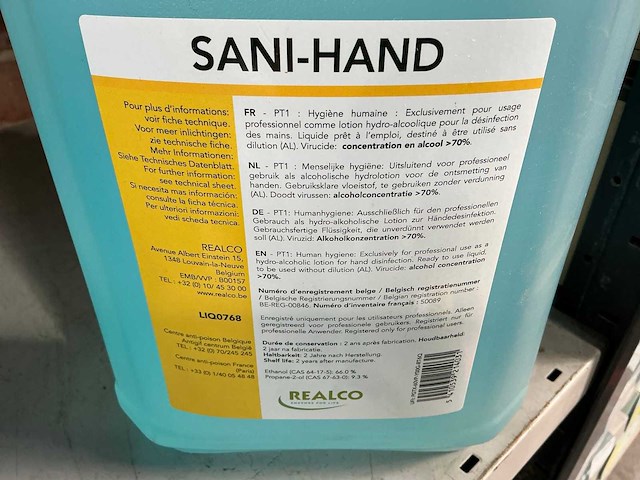 SANI-HAND
Pour plus d'informations:
voir fiche technique.
Voor meer inlichtingen:
zie technische fiche.
Mehr Informationen:
Siehe Technisches Datenblatt.
For further information:
see technical sheet.
Si necesita mas información:
consulte la ficha técnica.
Per ulteriori informazioni:
vedi scheda tecnica.
REALCO
Avenue Albert Einstein 15,
1348 Louvain-la-Neuve
Belgium
EMB/VVP : B00157
TEL : +32 (0) 10/ 45 30 00
www.realco.be
LIQ0768
Centre anti-poison Belgique
Antigif centrum België
TEL : +32 (0) 70/245 245
Centre anti-poison France
(Paris)
TEL : +33 (0) 1/40 05 48 48
FR - PT1 : Hygiène humaine : Exclusivement pour usage
professionnel comme lotion hydro-alcoolique pour la désinfection
des mains. Liquide prêt à l'emploi, destiné à être utilisé sans
dilution (AL). Virucide: concentration en alcool >70%.
NL - PT1 : Menselijke hygiëne: Uitsluitend voor professioneel
gebruik als alcoholische hydrolotion voor de ontsmetting van
handen. Gebruiksklare vloeistof, te gebruiken zonder verdunning
(AL). Doodt virussen: alcoholconcentratie >70%.
DE - PT1: Humanhygiene: Ausschließlich für den professionellen
Gebrauch als hydro-alkoholische Lotion zur Händedesinfektion.
Gebrauchsfertige Flüssigkeit, die unverdünnt verwendet werden
soll (AL). Viruzid: Alkoholkonzentration >70%.
EN - PT1: Human hygiene: Exclusively for professional use as a
hydro-alcoholic lotion for hand disinfection. Ready to use liquid,
to be used without dilution (AL). Virucide: alcohol concentration
>70%.
Numéro d'enregistrement belge / Belgisch registratienummer
/ Belgische Registrierungsnummer / Belgian registration number :
BE-REG-00846. Numéro d'inventaire français : 50089
Enregistré uniquement pour les utilisateurs professionnels. Alleen
geregistreerd voor professionele gebruikers. Registriert nur für
professionelle Anwender. Registered only for professional users.
Durée de conservation : 2 ans après fabrication. Houdbaarheid:
2 jaar na fabricatie.
Haltbarkeit: 2 Jahre nach Herstellung.
Shelf life: 2 years after manufacture.
Ethanol (CAS 64-17-5): 66.0 %
Propane-2-ol (CAS 67-63-0): 9.3 %
REALCO